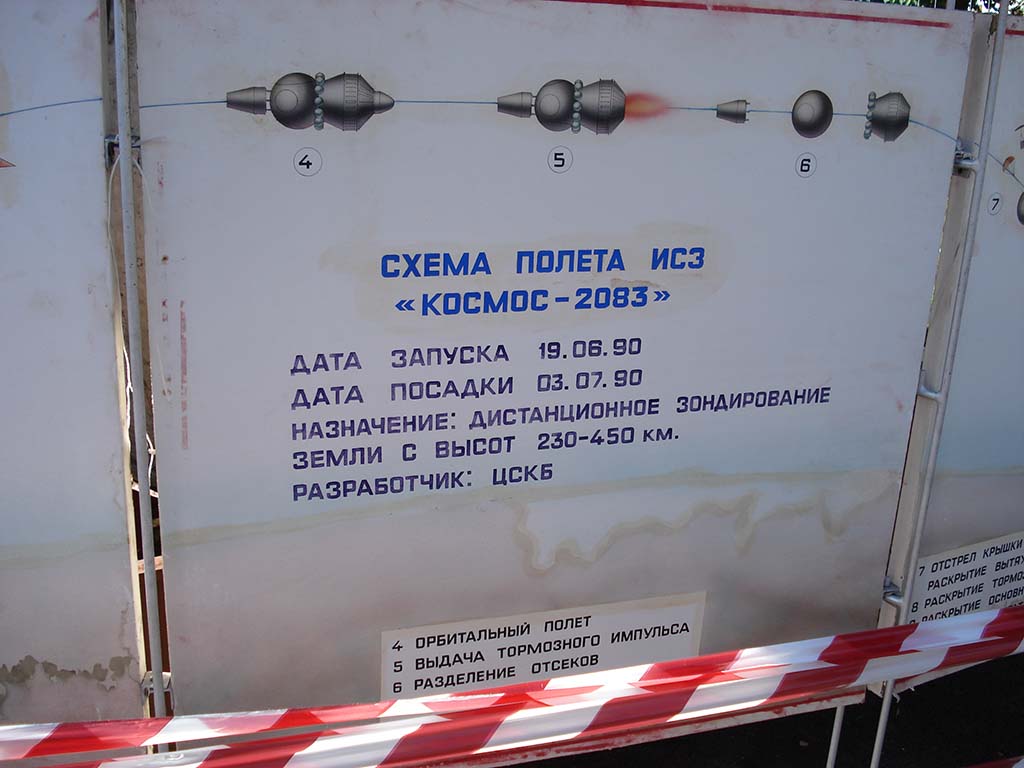 4
5
6
7
СХЕМА ПОЛЕТА ИСЗ
«КОСМОС-2083»
ДАТА ЗАПУСКА 19.06.90
ДАТА ПОСАДКИ 03.07.90
НАЗНАЧЕНИЕ: ДИСТАНЦИОННОЕ ЗОНДИРОВАНИЕ
ЗЕМЛИ С ВЫСОТ 230-450 КМ.
РАЗРАБОТЧИК: ЦСКБ
4 ОРБИТАЛЬНЫЙ ПОЛЕТ
5 ВЫДАЧА ТОРМОЗНОГО ИМПУЛЬСА
6 РАЗДЕЛЕНИЕ ОТСЕКОВ
7 ОТСТРЕЛ КРЫШКИ
РАСКРЫТИЕ
8 РАСКРЫТИЕ
РАСКРЫТИЕ